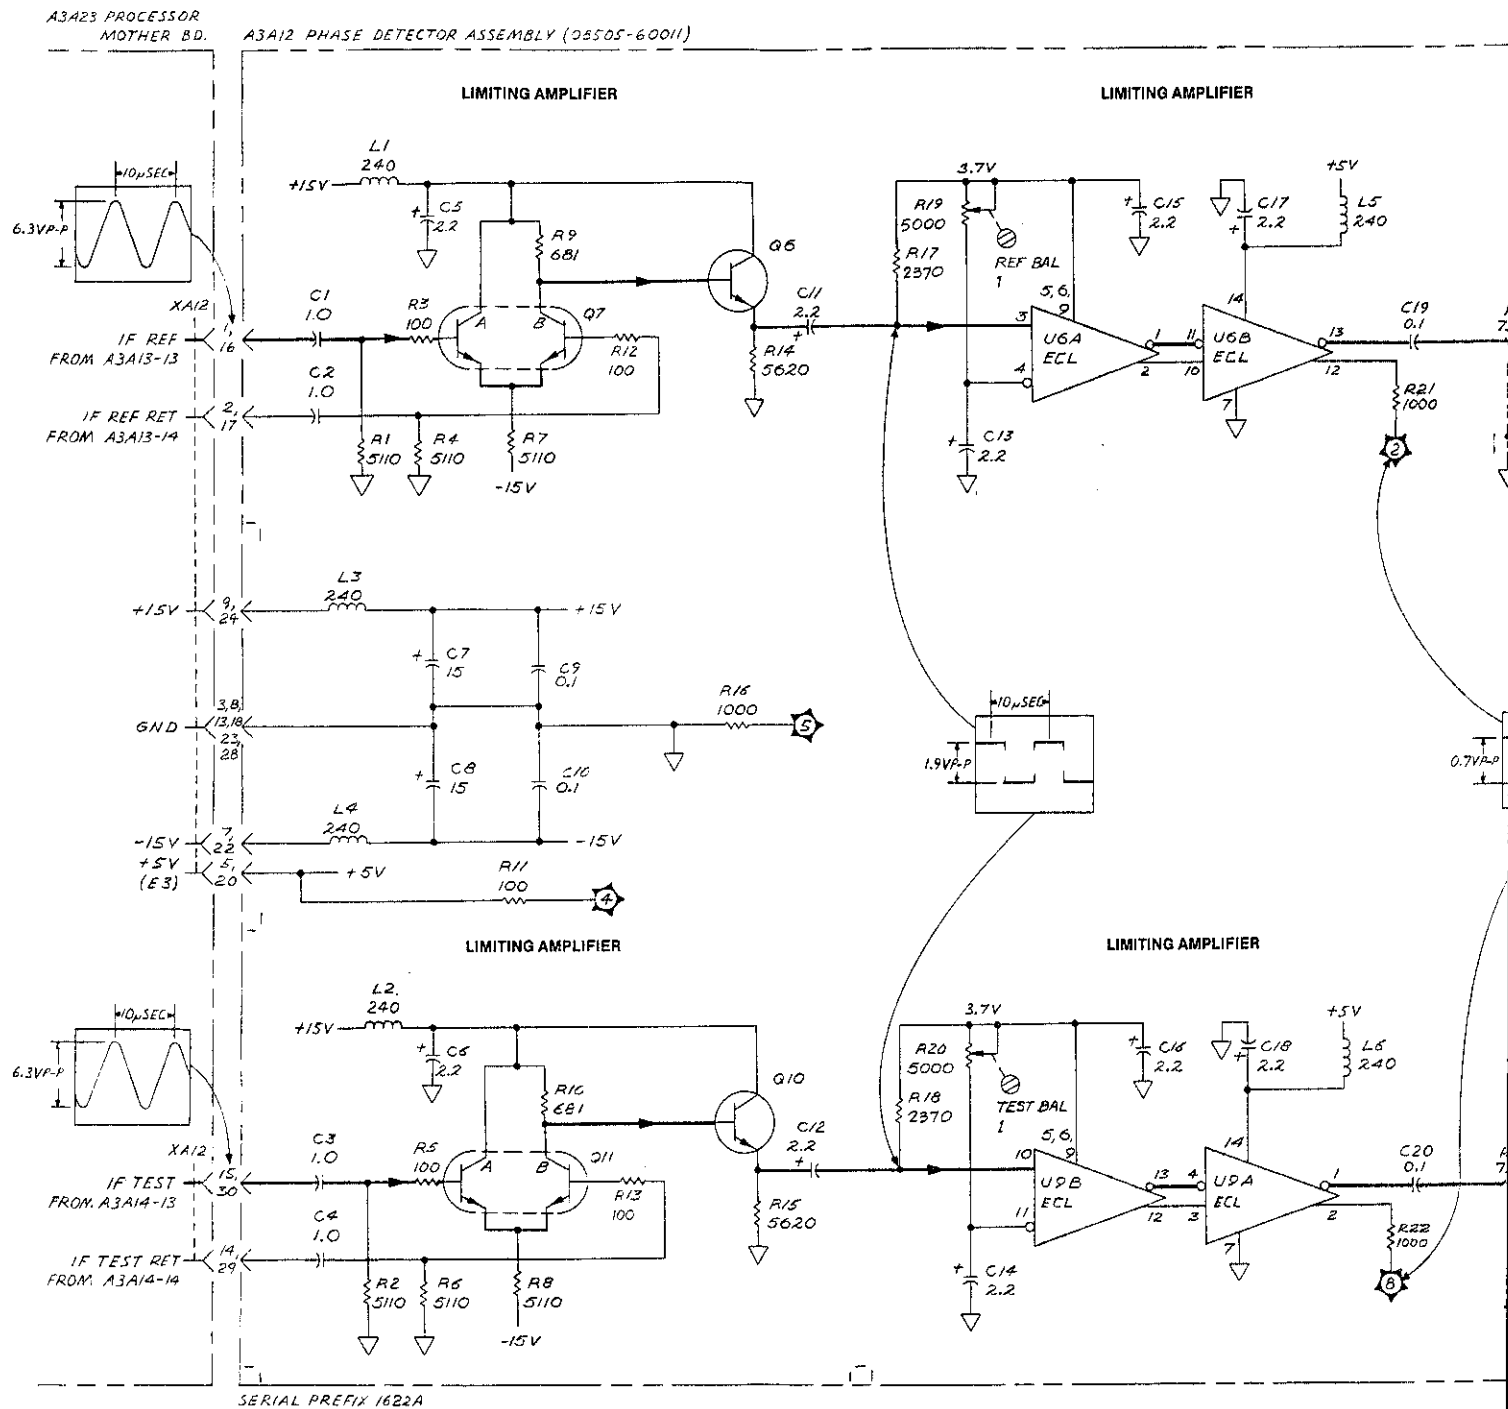 A3A23 PROCESSOR
MOTHER BD.
A3A12 PHASE DETECTOR ASSEMBLY (08505-60011)
LIMITING AMPLIFIER
LIMITING AMPLIFIER
10μSEC
6.3VP-P
XA12
1,
16
IF REF
FROM A3A13-13
IF REF RET
FROM A3A13-14
2,
17
C1
1.0
C2
1.0
R3
100
R1
5110
R4
5110
R7
5110
-15V
L1
240
+15V
+
C5
2.2
R9
681
A
B
Q7
R12
100
Q6
R14
5620
C11
2.2
+
3.7V
R19
5000
R17
2370
REF BAL
1
5,6,
9
3
4
U6A
ECL
1
2
+
C13
2.2
+
C15
2.2
C17
2.2
+
+5V
L5
240
14
11
10
U6B
ECL
7
13
12
C19
0.1
R21
1000
2
+15V
9,
24
L3
240
+15V
+
C7
15
C9
0.1
GND
3,8,
13,18
23,
28
R16
1000
5
+
C8
15
C10
0.1
L4
240
-15V
7,
22
-15V
+5V
(E3)
5,
20
+5V
R11
100
4
10μSEC
1.9VP-P
0.7VP-P
LIMITING AMPLIFIER
LIMITING AMPLIFIER
10μSEC
6.3VP-P
XA12
15,
30
IF TEST
FROM A3A14-13
IF TEST RET
FROM A3A14-14
14,
29
C3
1.0
C4
1.0
R5
100
R2
5110
R6
5110
R8
5110
-15V
L2
240
+15V
+
C6
2.2
R10
681
A
B
Q11
R13
100
Q10
R15
5620
C12
2.2
+
3.7V
R20
5000
R18
2370
TEST BAL
1
5,6,
9
10
11
U9B
ECL
13
12
+
C14
2.2
+
C16
2.2
C18
2.2
+
+5V
L6
240
14
4
3
U9A
ECL
7
1
2
C20
0.1
R22
1000
8
SERIAL PREFIX 1622A